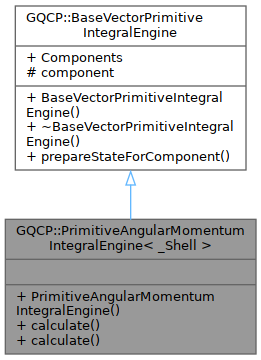 GQCP::BaseVectorPrimitive
IntegralEngine
+ Components
# component
+ BaseVectorPrimitiveIntegral
Engine()
+ ~BaseVectorPrimitiveIntegral
Engine()
+ prepareStateForComponent()
GQCP::PrimitiveAngularMomentum
IntegralEngine< _Shell >
+ PrimitiveAngularMomentum
IntegralEngine()
+ calculate()
+ calculate()